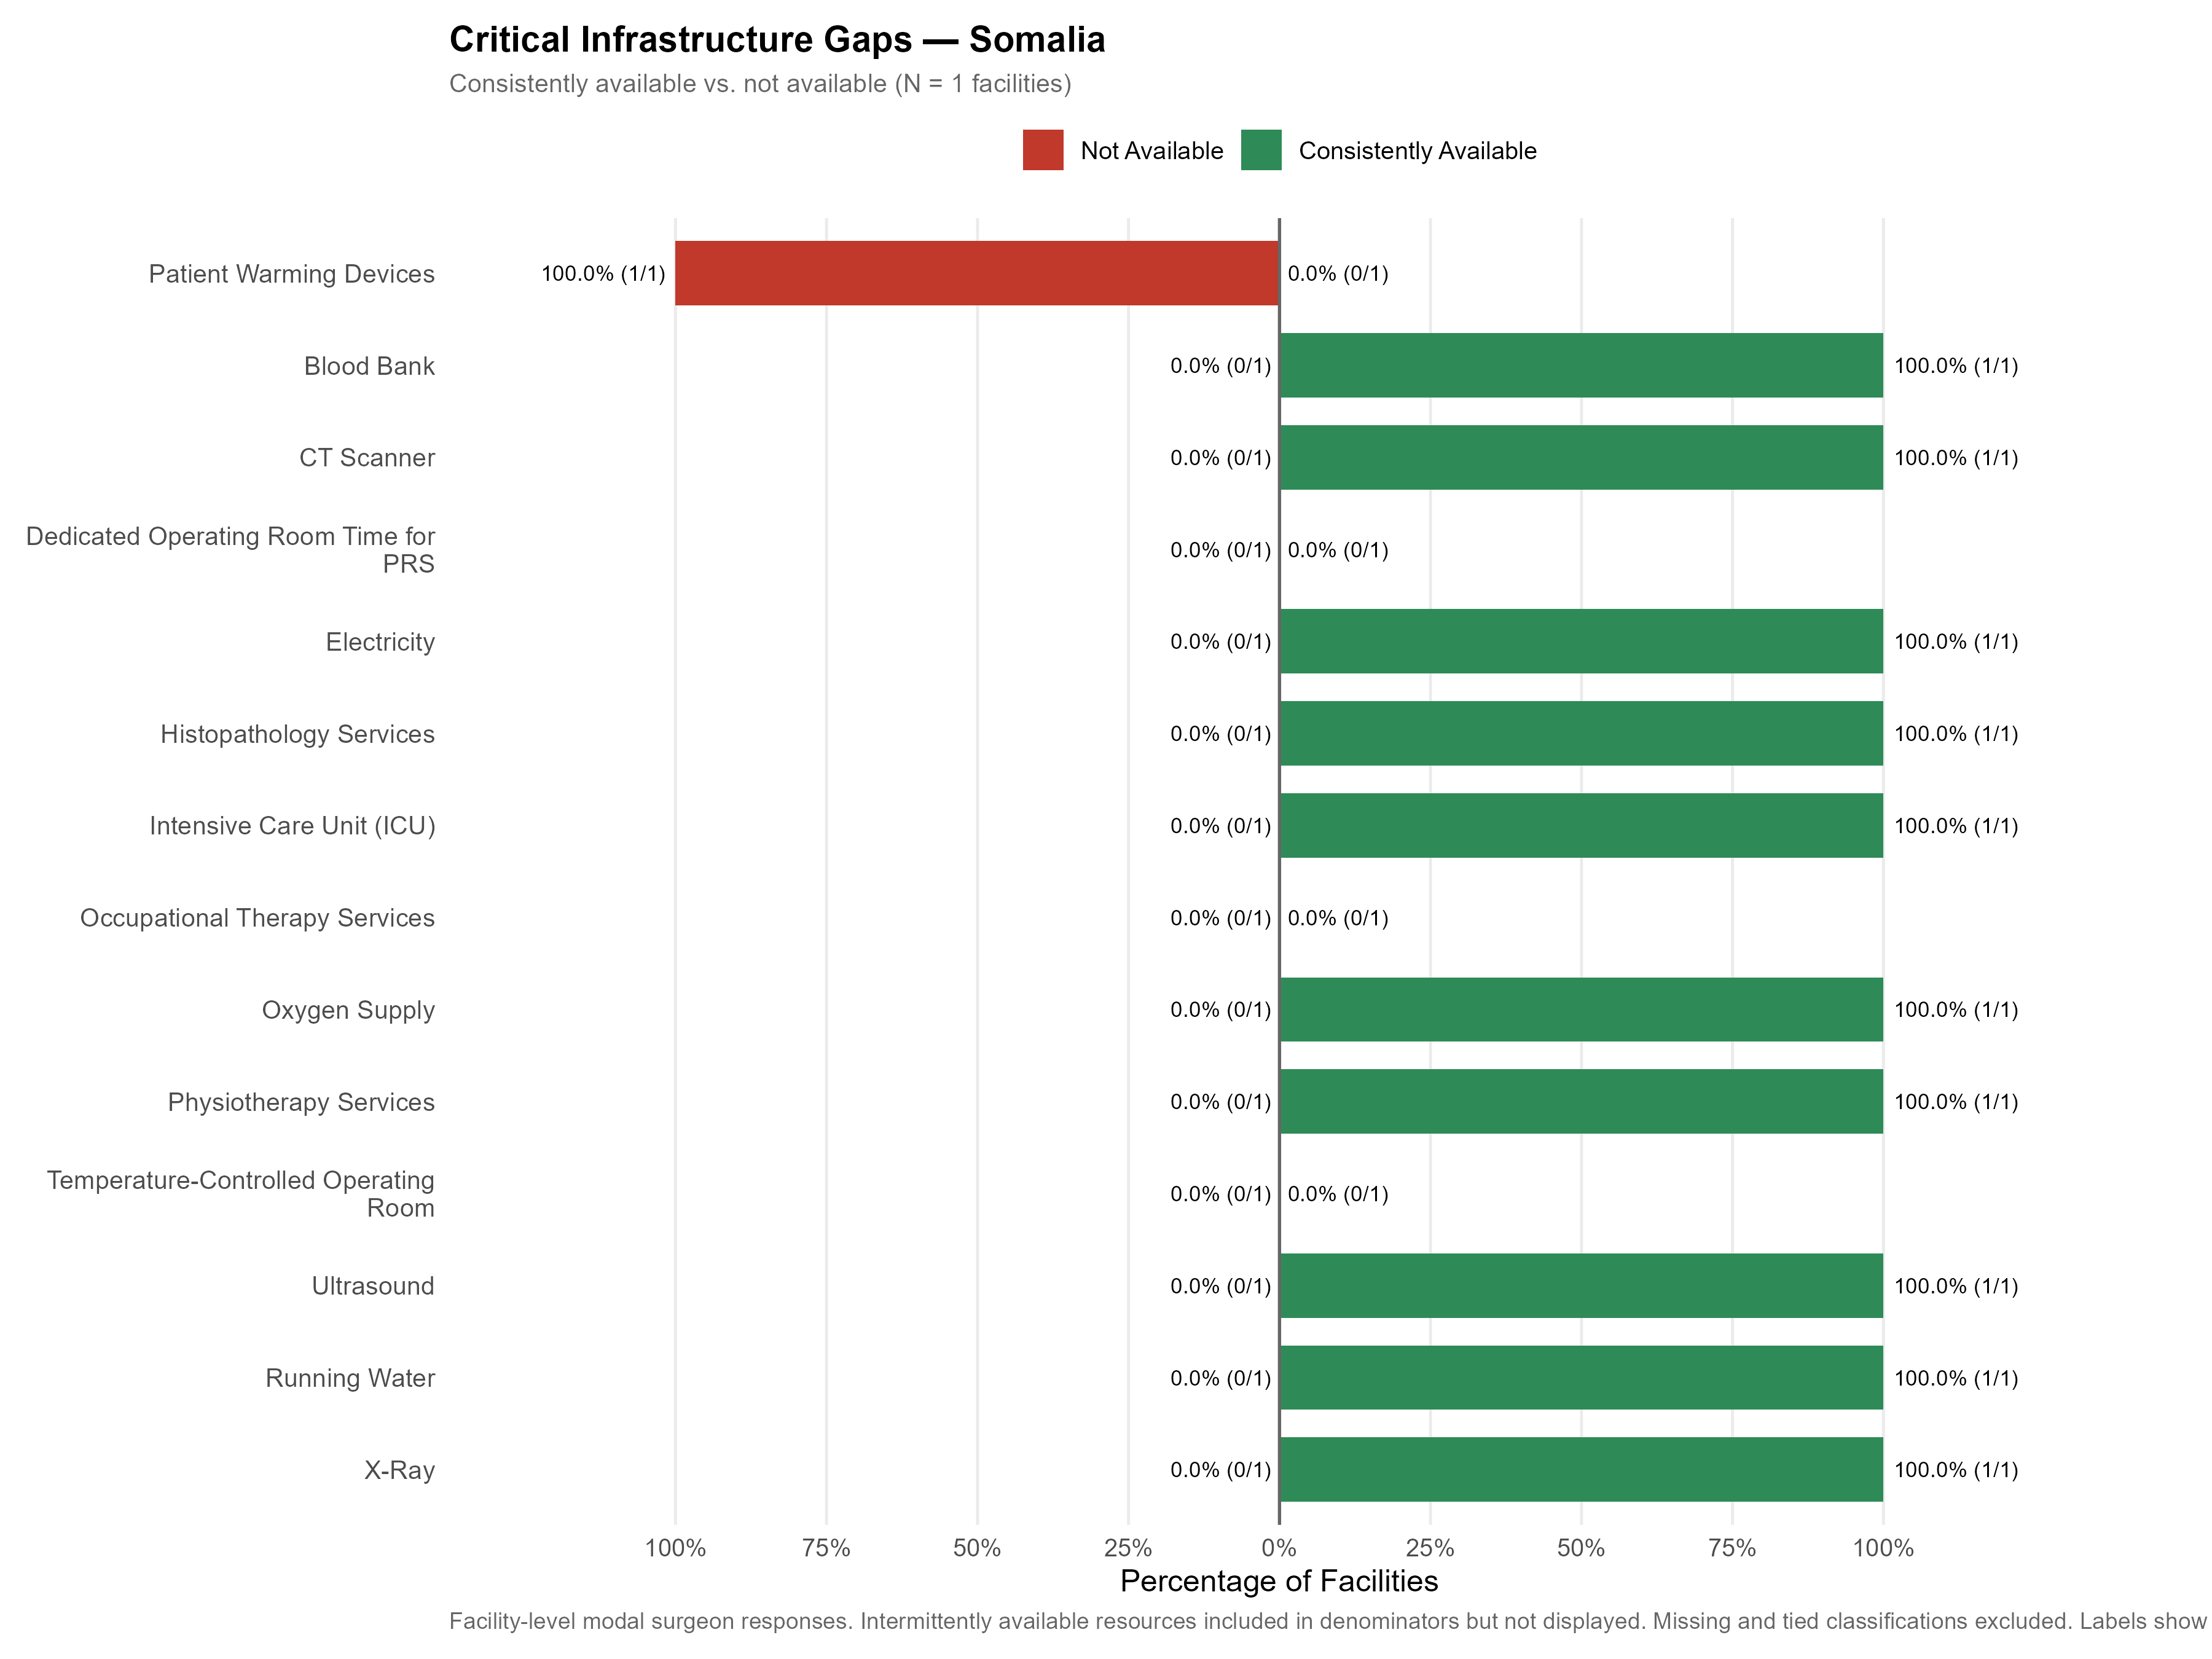 Critical Infrastructure Gaps — Somalia
Consistently available vs. not available (N = 1 facilities)
Not Available
Consistently Available
Patient Warming Devices
100.0% (1/1)
0.0% (0/1)
Blood Bank
0.0% (0/1)
100.0% (1/1)
CT Scanner
0.0% (0/1)
100.0% (1/1)
Dedicated Operating Room Time for
PRS
0.0% (0/1)
0.0% (0/1)
Electricity
0.0% (0/1)
100.0% (1/1)
Histopathology Services
0.0% (0/1)
100.0% (1/1)
Intensive Care Unit (ICU)
0.0% (0/1)
100.0% (1/1)
Occupational Therapy Services
0.0% (0/1)
0.0% (0/1)
Oxygen Supply
0.0% (0/1)
100.0% (1/1)
Physiotherapy Services
0.0% (0/1)
100.0% (1/1)
Temperature-Controlled Operating
Room
0.0% (0/1)
0.0% (0/1)
Ultrasound
0.0% (0/1)
100.0% (1/1)
Running Water
0.0% (0/1)
100.0% (1/1)
X-Ray
0.0% (0/1)
100.0% (1/1)
100% 75% 50% 25% 0% 25% 50% 75% 100%
Percentage of Facilities
Facility-level modal surgeon responses. Intermittently available resources included in denominators but not displayed. Missing and tied classifications excluded. Labels show